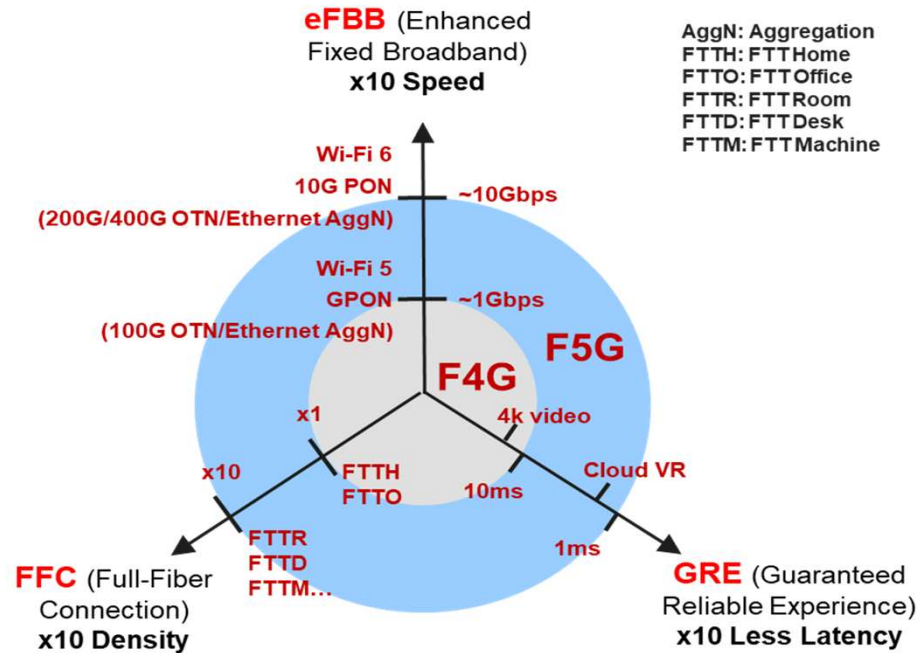 eFBB (Enhanced
Fixed Broadband)
x10 Speed
AggN: Aggregation
FTTH: FTTHome
FTTO: FTTOffice
FTTR: FTTRoom
FTTD: FTTDesk
FTTM: FTTMachine
Wi-Fi 6
10G PON
~10Gbps
(200G/400G OTN/Ethernet AggN)
Wi-Fi 5
GPON
~1Gbps
(100G OTN/Ethernet AggN)
F5G
F4G
x1
4k video
x10
FTTH
FTTO
10ms
Cloud VR
FTTR
FTTD
FTTM...
1ms
FFC (Full-Fiber
Connection)
x10 Density
GRE (Guaranteed
Reliable Experience)
x10 Less Latency